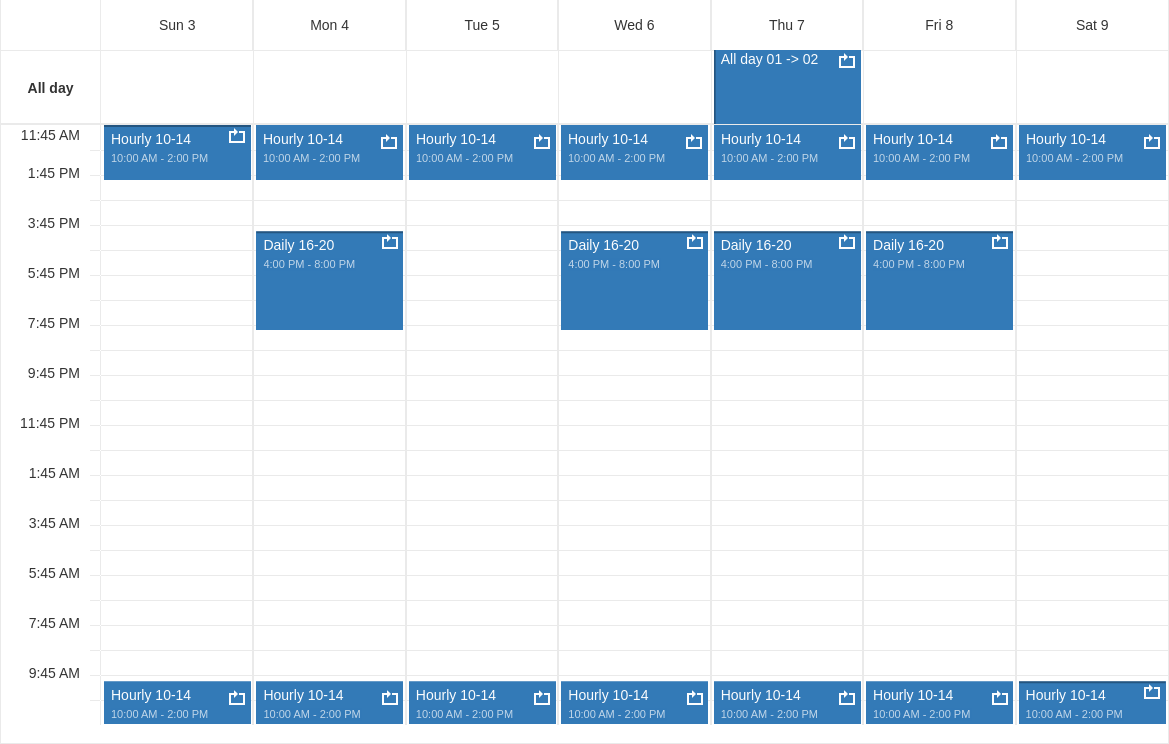 Sun 3 Mon 4 Tue 5 Wed 6 Thu 7 Fri 8 Sat 9
All day All day 01 -> 02
11:45 AM Hourly 10-14 Hourly 10-14 Hourly 10-14 Hourly 10-14 Hourly 10-14 Hourly 10-14 Hourly 10-14
10:00 AM - 2:00 PM 10:00 AM - 2:00 PM 10:00 AM - 2:00 PM 10:00 AM - 2:00 PM 10:00 AM - 2:00 PM 10:00 AM - 2:00 PM 10:00 AM - 2:00 PM
1:45 PM
3:45 PM
Daily 16-20 Daily 16-20 Daily 16-20 Daily 16-20
4:00 PM - 8:00 PM 4:00 PM - 8:00 PM 4:00 PM - 8:00 PM 4:00 PM - 8:00 PM
5:45 PM
7:45 PM
9:45 PM
11:45 PM
1:45 AM
3:45 AM
5:45 AM
7:45 AM
9:45 AM
Hourly 10-14 Hourly 10-14 Hourly 10-14 Hourly 10-14 Hourly 10-14 Hourly 10-14 Hourly 10-14
10:00 AM - 2:00 PM 10:00 AM - 2:00 PM 10:00 AM - 2:00 PM 10:00 AM - 2:00 PM 10:00 AM - 2:00 PM 10:00 AM - 2:00 PM 10:00 AM - 2:00 PM